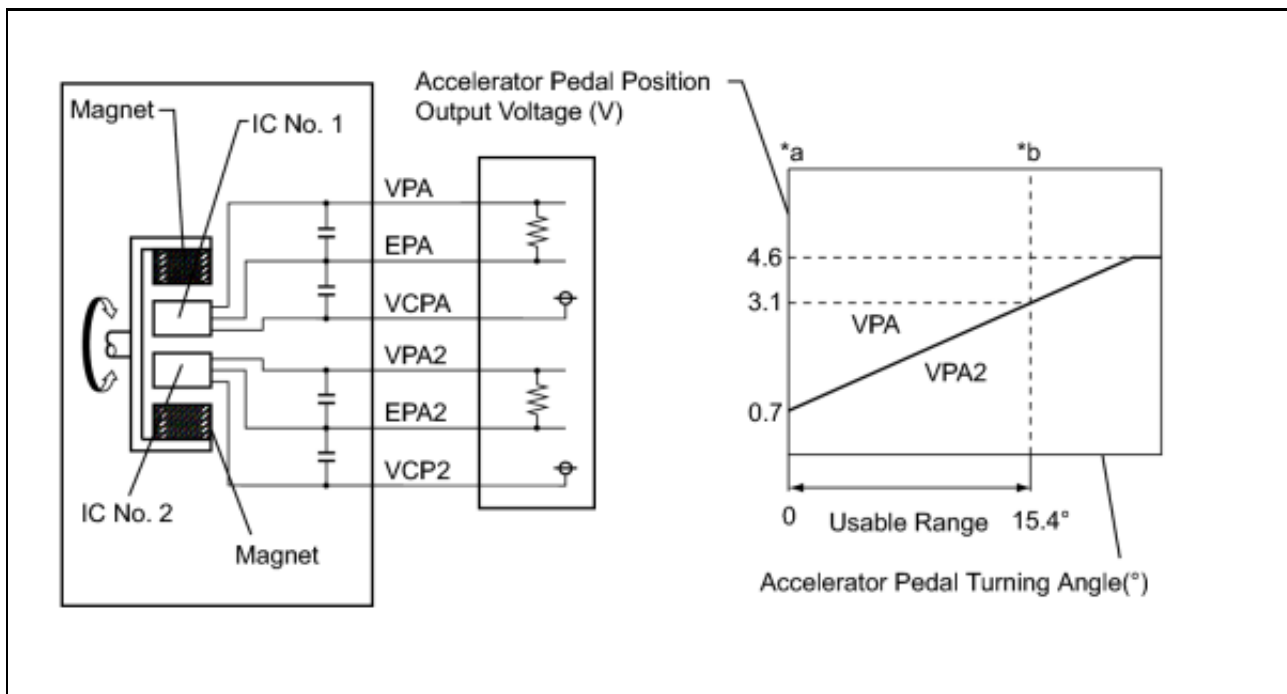 Magnet
IC No. 1
IC No. 2
Magnet
VPA
EPA
VCPA
VPA2
EPA2
VCP2
Accelerator Pedal Position
Output Voltage (V)
*a
*b
4.6
3.1
0.7
VPA
VPA2
0
Usable Range
15.4°
Accelerator Pedal Turning Angle(°)